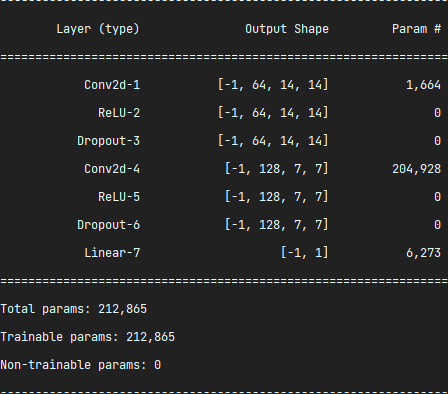 ----------------------------------------------------------------
Layer (type) Output Shape Param #
================================================================
Conv2d-1 [-1, 64, 14, 14] 1,664
ReLU-2 [-1, 64, 14, 14] 0
Dropout-3 [-1, 64, 14, 14] 0
Conv2d-4 [-1, 128, 7, 7] 204,928
ReLU-5 [-1, 128, 7, 7] 0
Dropout-6 [-1, 128, 7, 7] 0
Linear-7 [-1, 1] 6,273
================================================================
Total params: 212,865
Trainable params: 212,865
Non-trainable params: 0
----------------------------------------------------------------